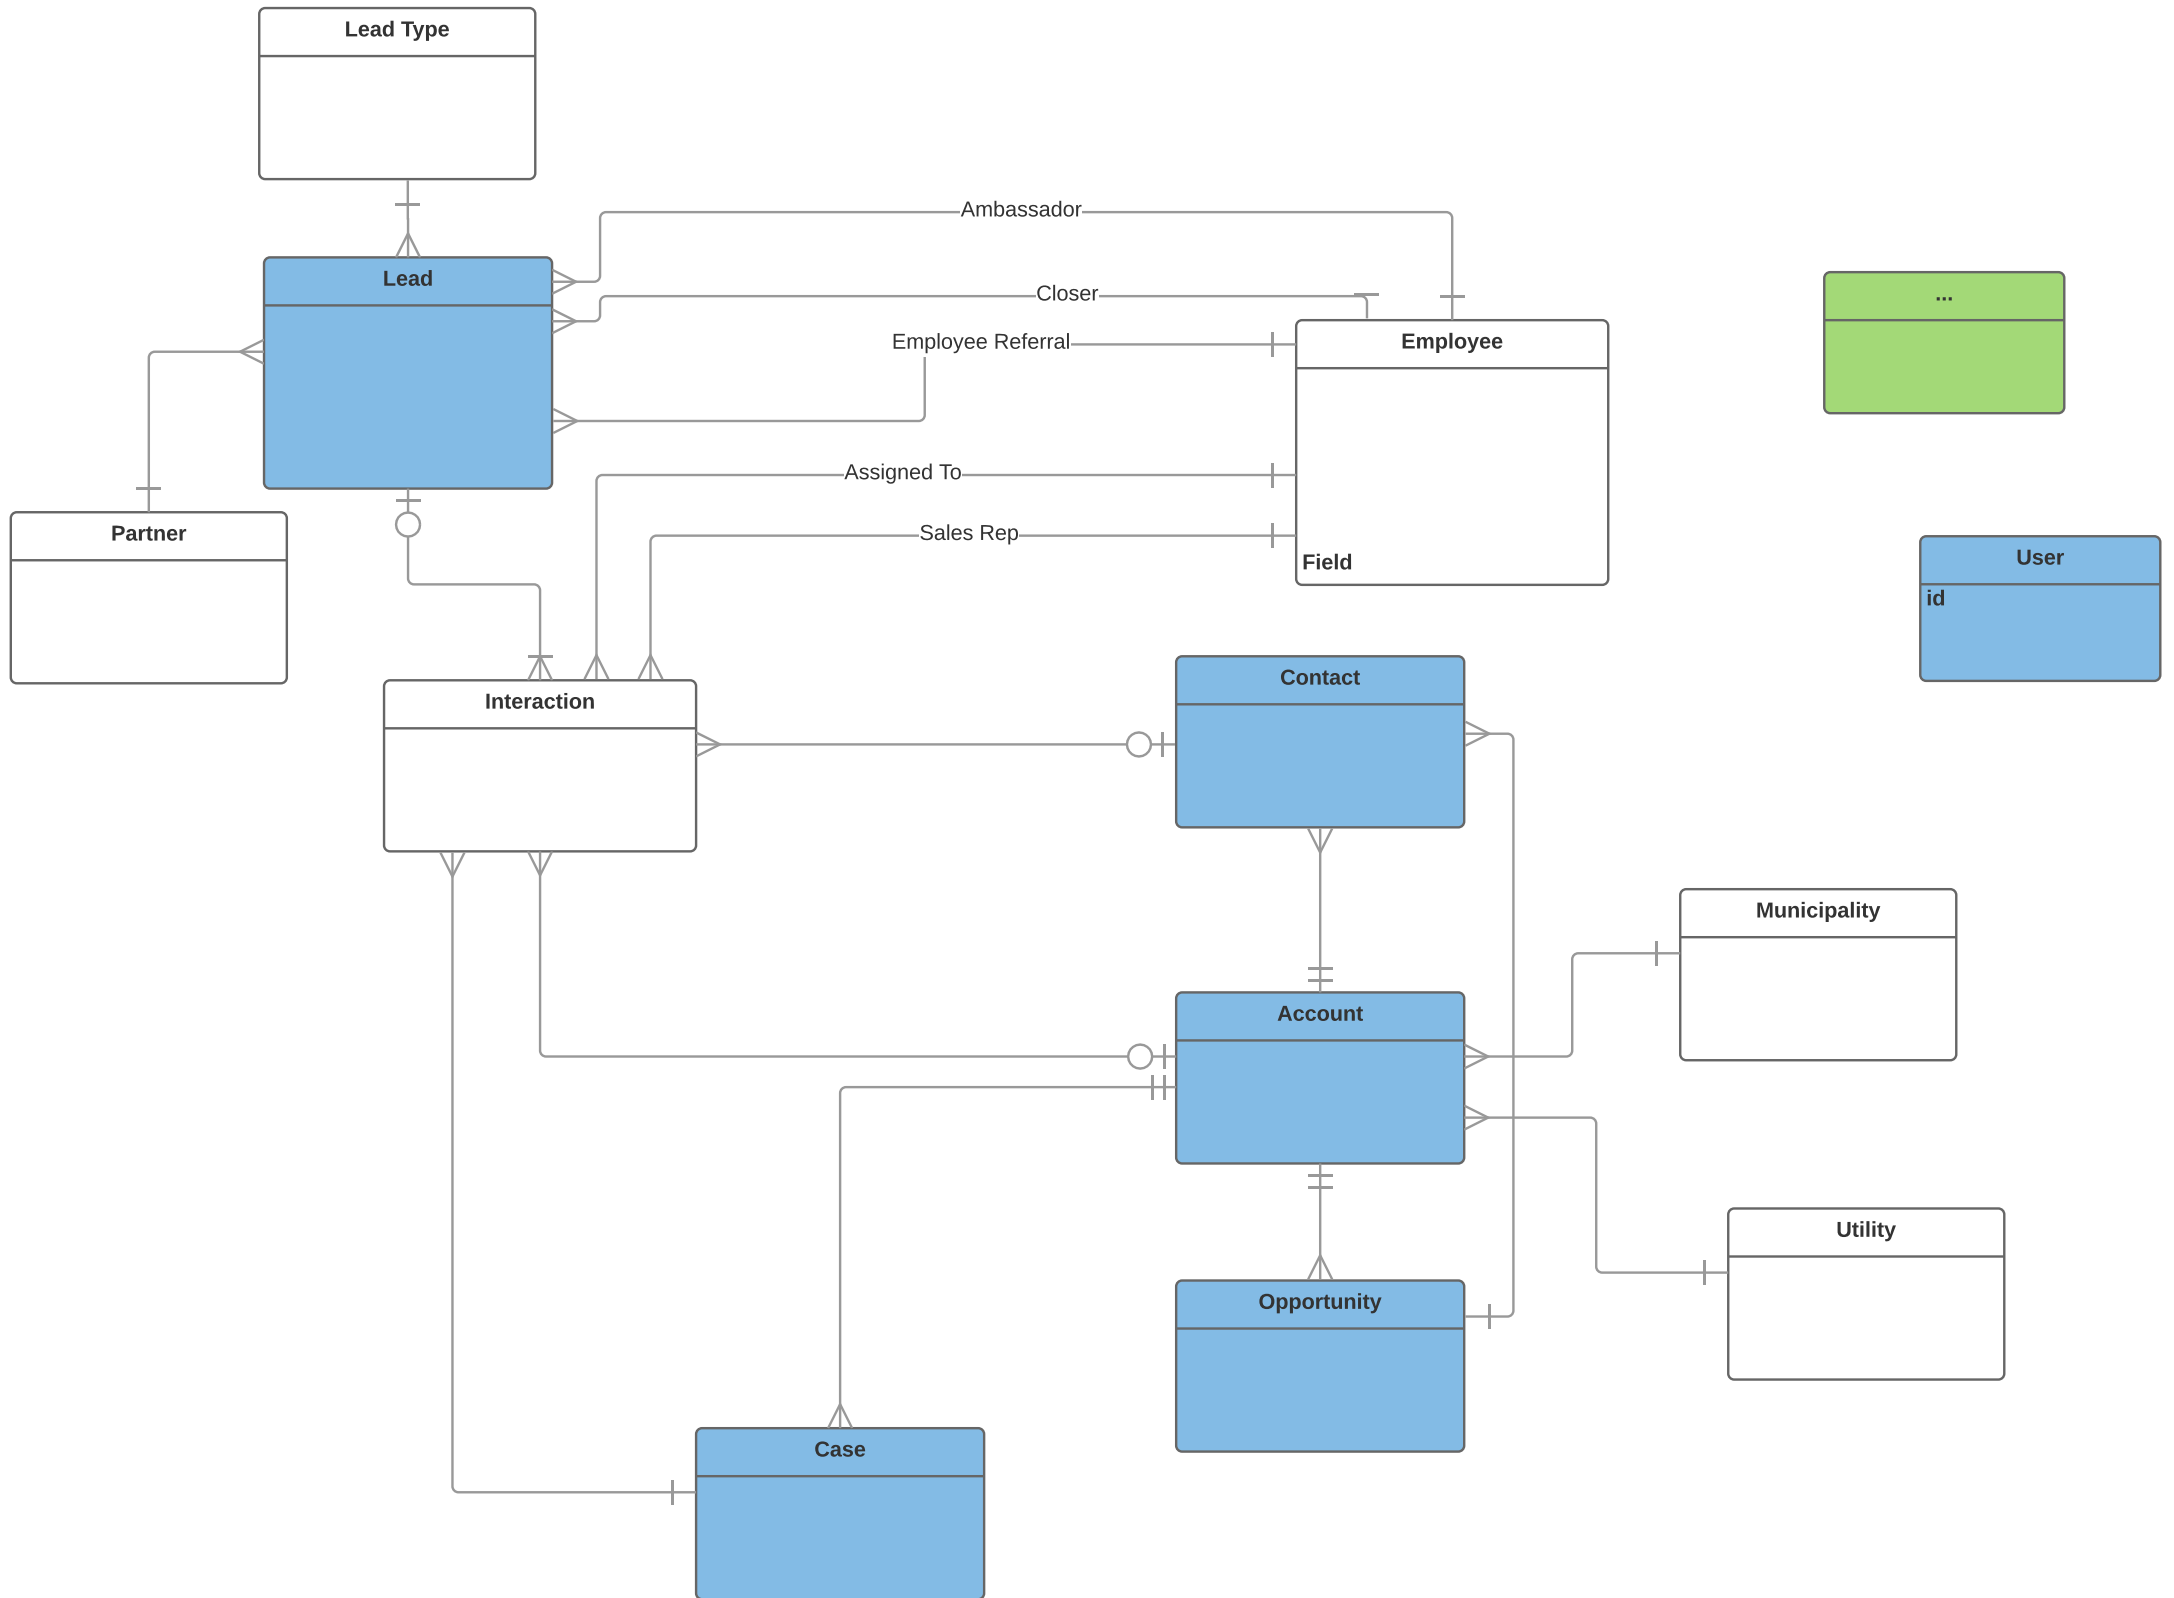 Lead Type
Ambassador
Lead
Closer
...
Employee Referral
Employee
Assigned To
Partner
Sales Rep
Field
User
id
Interaction
Contact
Municipality
Account
Utility
Opportunity
Case